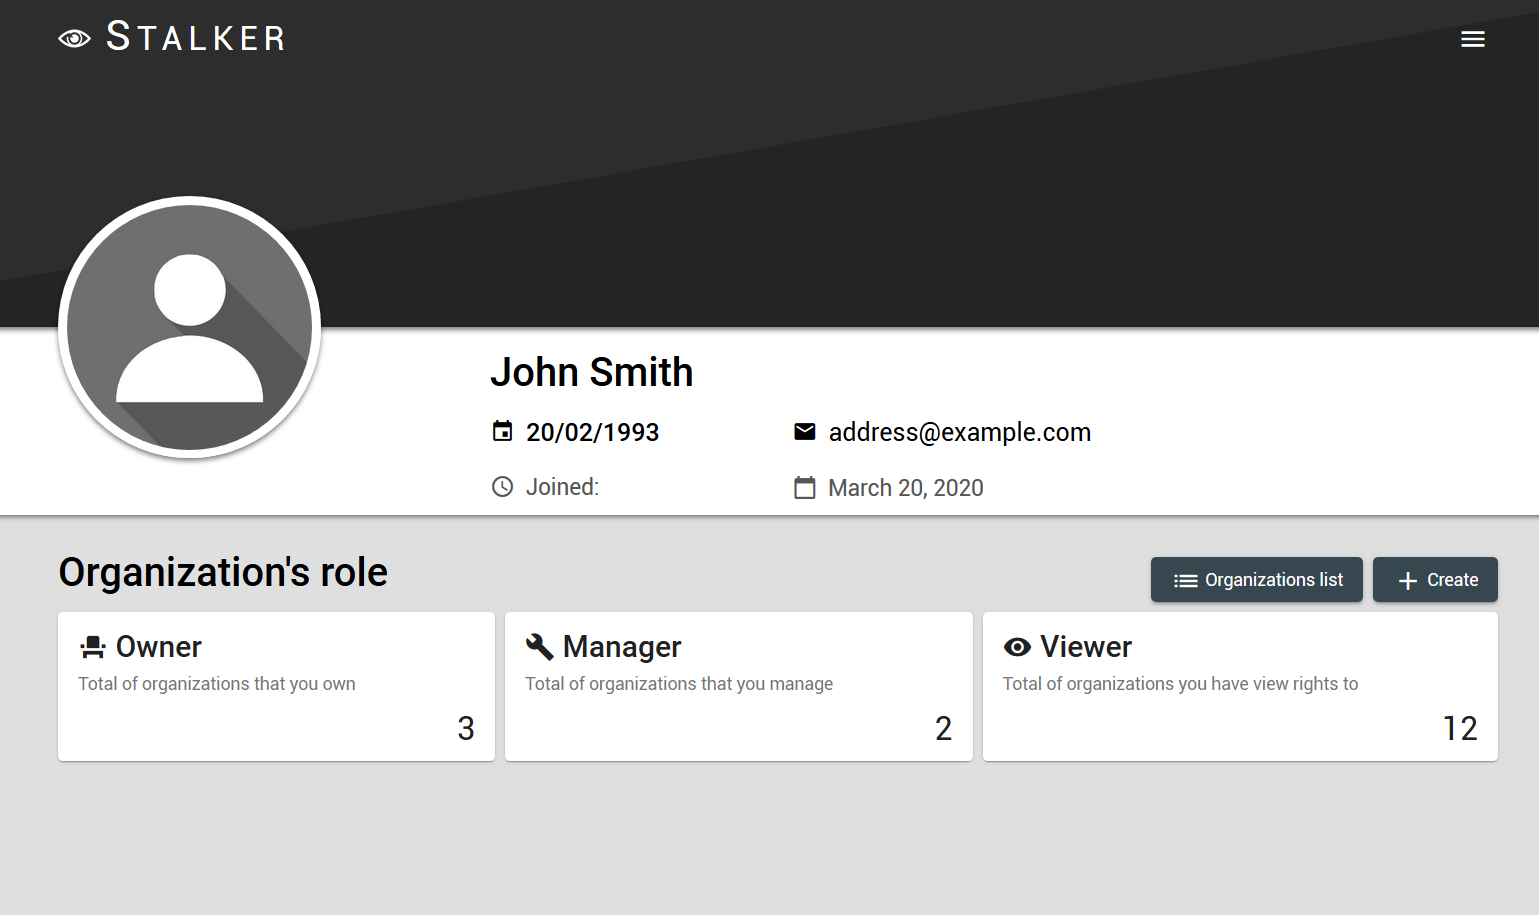 STALKER
John Smith
20/02/1993
address@example.com
Joined:
March 20, 2020
Organization's role
Organizations list
Create
Owner
Total of organizations that you own
3
Manager
Total of organizations that you manage
2
Viewer
Total of organizations you have view rights to
12